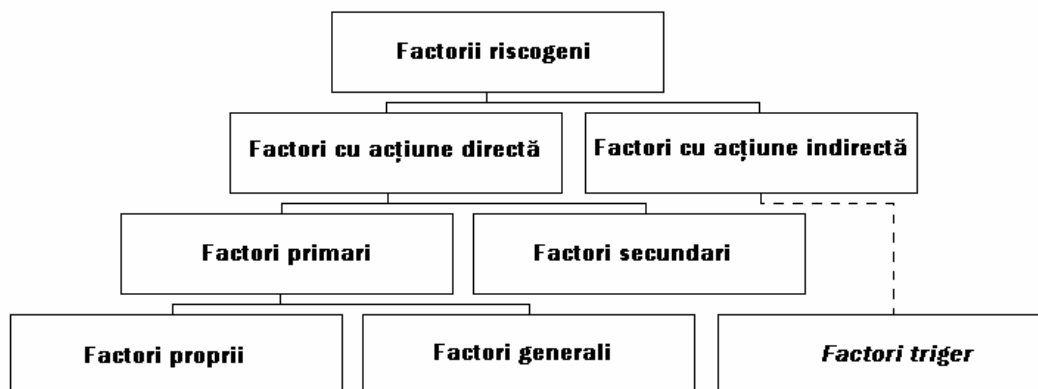 Factorii riscogeni
Factori cu acțiune directă
Factori cu acțiune indirectă
Factori primari
Factori secundari
Factori proprii
Factori generali
Factori triger